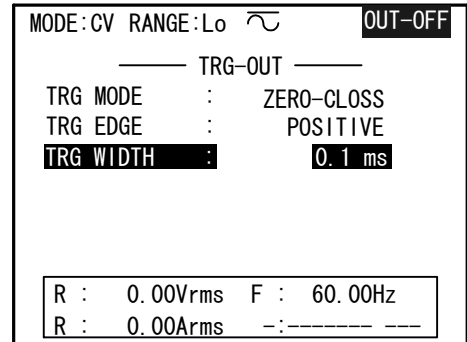 MODE:CV RANGE:Lo OUT-OFF
TRG-OUT
TRG MODE : ZERO-CLOSS
TRG EDGE : POSITIVE
TRG WIDTH : 0.1 ms
R : 0.00Vrms F : 60.00Hz
R : 0.00Arms -:------- ---